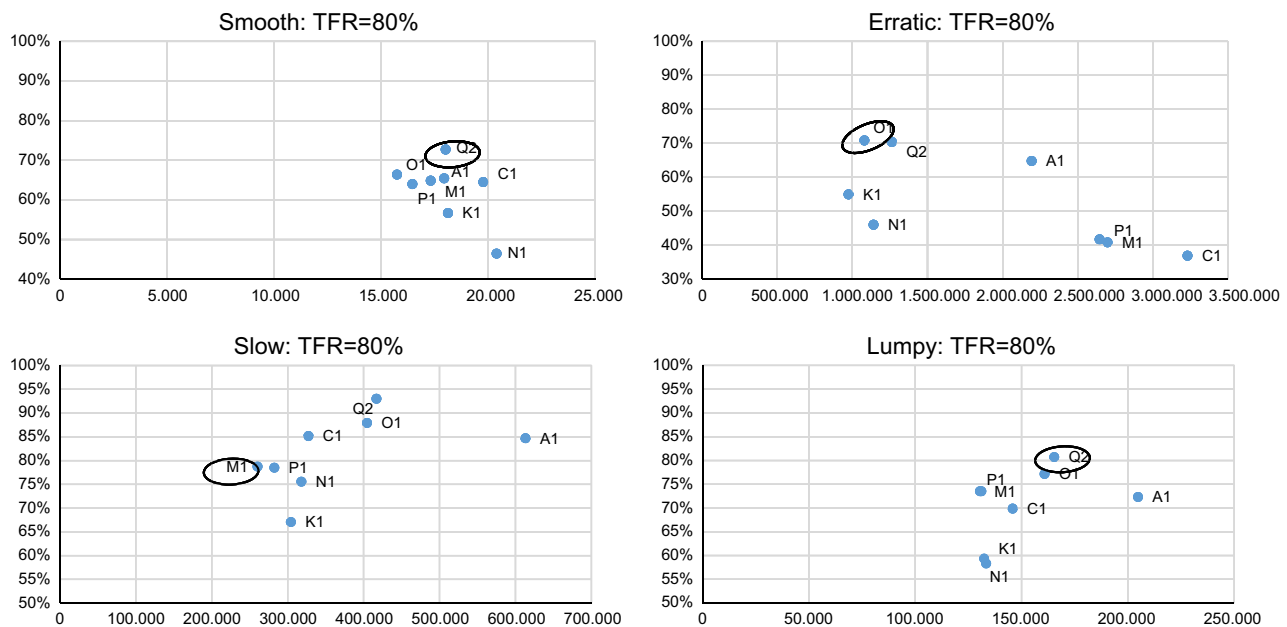 Smooth: TFR=80%
100%
90%
80%
70%
60%
50%
40%
Q2
O1
A1
C1
M1
P1
K1
N1
0
5.000
10.000
15.000
20.000
25.000
Erratic: TFR=80%
100%
90%
80%
70%
60%
50%
40%
30%
O1
Q2
A1
K1
N1
P1
M1
C1
0
500.000
1.000.000
1.500.000
2.000.000
2.500.000
3.000.000
3.500.000
Slow: TFR=80%
100%
95%
90%
85%
80%
75%
70%
65%
60%
55%
50%
Q2
O1
C1
A1
M1
P1
N1
K1
0
100.000
200.000
300.000
400.000
500.000
600.000
700.000
Lumpy: TFR=80%
100%
95%
90%
85%
80%
75%
70%
65%
60%
55%
50%
Q2
O1
P1
M1
A1
C1
K1
N1
0
50.000
100.000
150.000
200.000
250.000